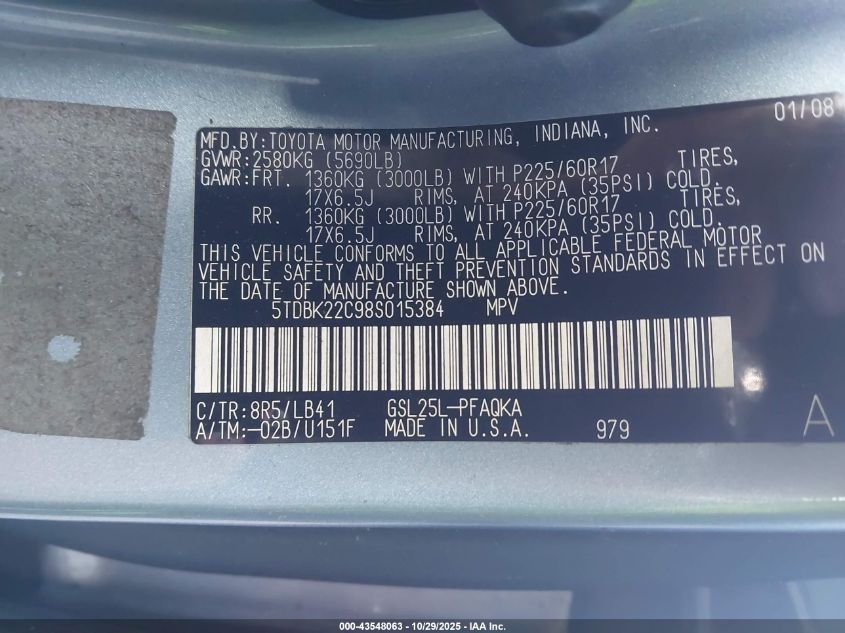 01/08
MFD.BY:TOYOTA MOTOR MANUFACTURING, INDIANA, INC.
GVWR:2580KG (5690LB)
GAWR:FRT. 1360KG (3000LB) WITH P225/60R17 TIRES,
17X6.5J RIMS, AT 240KPA (35PSI) COLD.
RR. 1360KG (3000LB) WITH P225/60R17 TIRES,
17X6.5J RIMS, AT 240KPA (35PSI) COLD.
THIS VEHICLE CONFORMS TO ALL APPLICABLE FEDERAL MOTOR
VEHICLE SAFETY AND THEFT PREVENTION STANDARDS IN EFFECT ON
THE DATE OF MANUFACTURE SHOWN ABOVE.
5TDBK22C98S015384 MPV
C/TR:8R5/LB41 GSL25L-PFAQKA
A/TM:-02B/U151F MADE IN U.S.A. 979 A
000-43548063 - 10/29/2025 - IAA Inc.